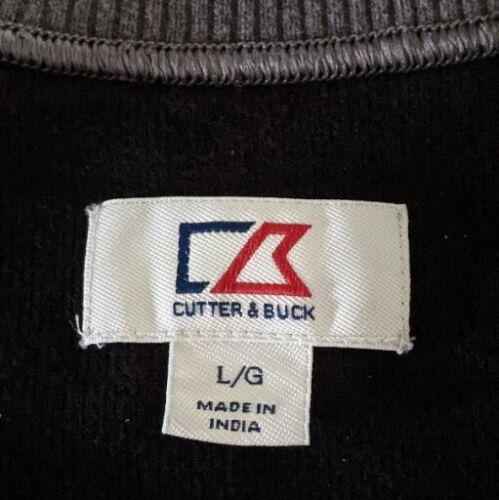 CUTTER & BUCK
L/G
MADE IN
INDIA